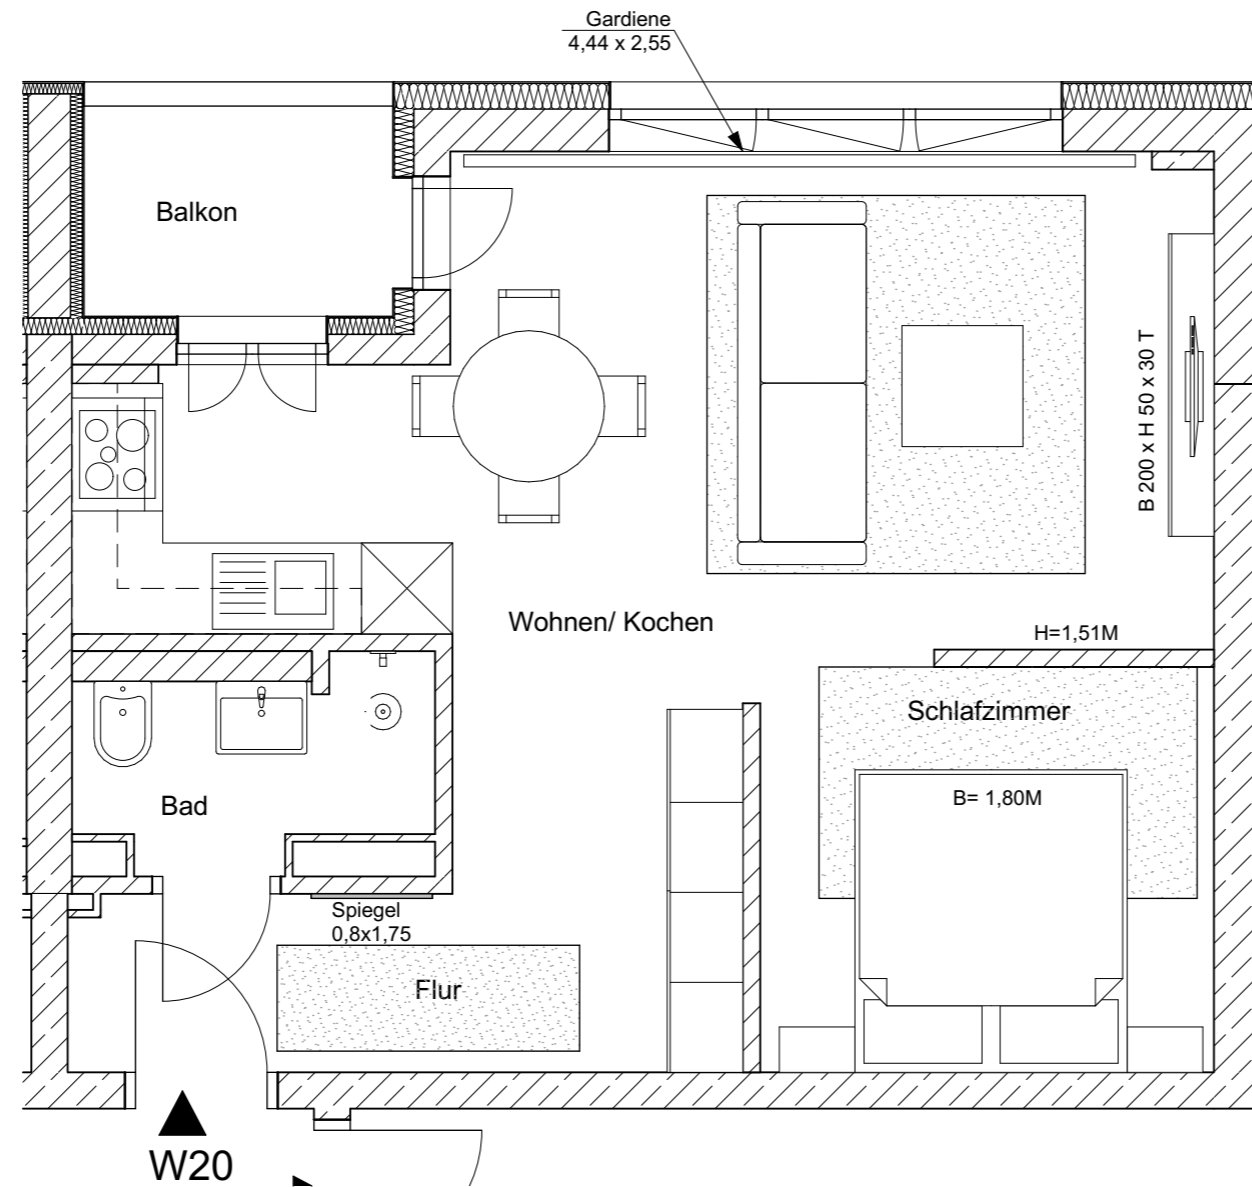 Gardiene
4,44 x 2,55
Balkon
B 200 x H 50 x 30 T
Wohnen/ Kochen
H=1,51M
Schlafzimmer
B= 1,80M
Bad
Spiegel
0,8x1,75
Flur
W20